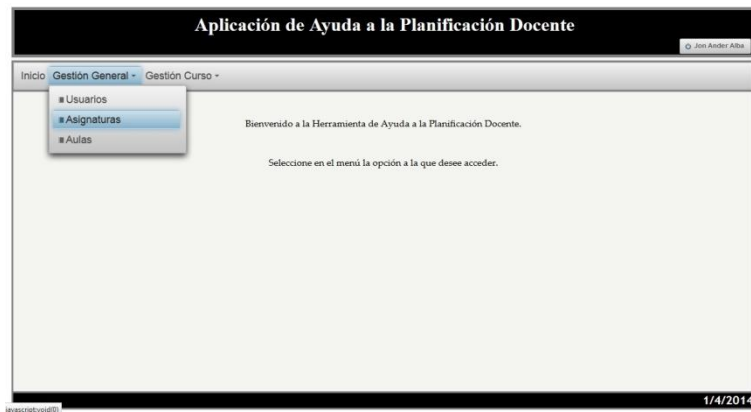 Aplicación de Ayuda a la Planificación Docente
Jon Ander Alba
Inicio Gestión General Gestión Curso
Usuarios
Asignaturas
Aulas
Bienvenido a la Herramienta de Ayuda a la Planificación Docente.
Seleccione en el menú la opción a la que desee acceder.
1/4/2014
javascript:void(0)